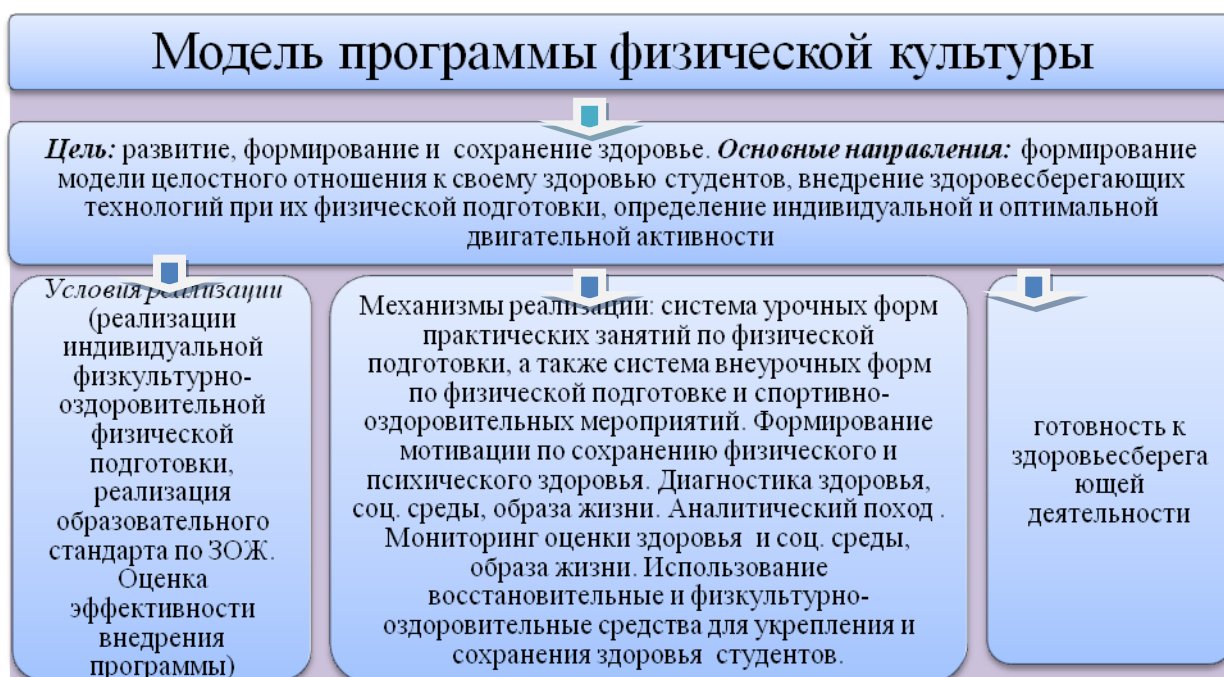 Модель программы физической культуры
Цель: развитие, формирование и сохранение здоровье. Основные направления: формирование
модели целостного отношения к своему здоровью студентов, внедрение здоровесберегающих
технологий при их физической подготовки, определение индивидуальной и оптимальной
двигательной активности
Условия реализации
(реализации
индивидуальной
физкультурно-
оздоровительной
физической
подготовки,
реализация
образовательного
стандарта по ЗОЖ.
Оценка
эффективности
внедрения
программы)
Механизмы реализации: система урочных форм
практических занятий по физической
подготовки, а также система внеурочных форм
по физической подготовке и спортивно-
оздоровительных мероприятий. Формирование
мотивации по сохранению физического и
психического здоровья. Диагностика здоровья,
соц. среды, образа жизни. Аналитический поход .
Мониторинг оценки здоровья и соц. среды,
образа жизни. Использование
восстановительные и физкультурно-
оздоровительные средства для укрепления и
сохранения здоровья студентов.
готовность к
здоровьесберега
ющей
деятельности